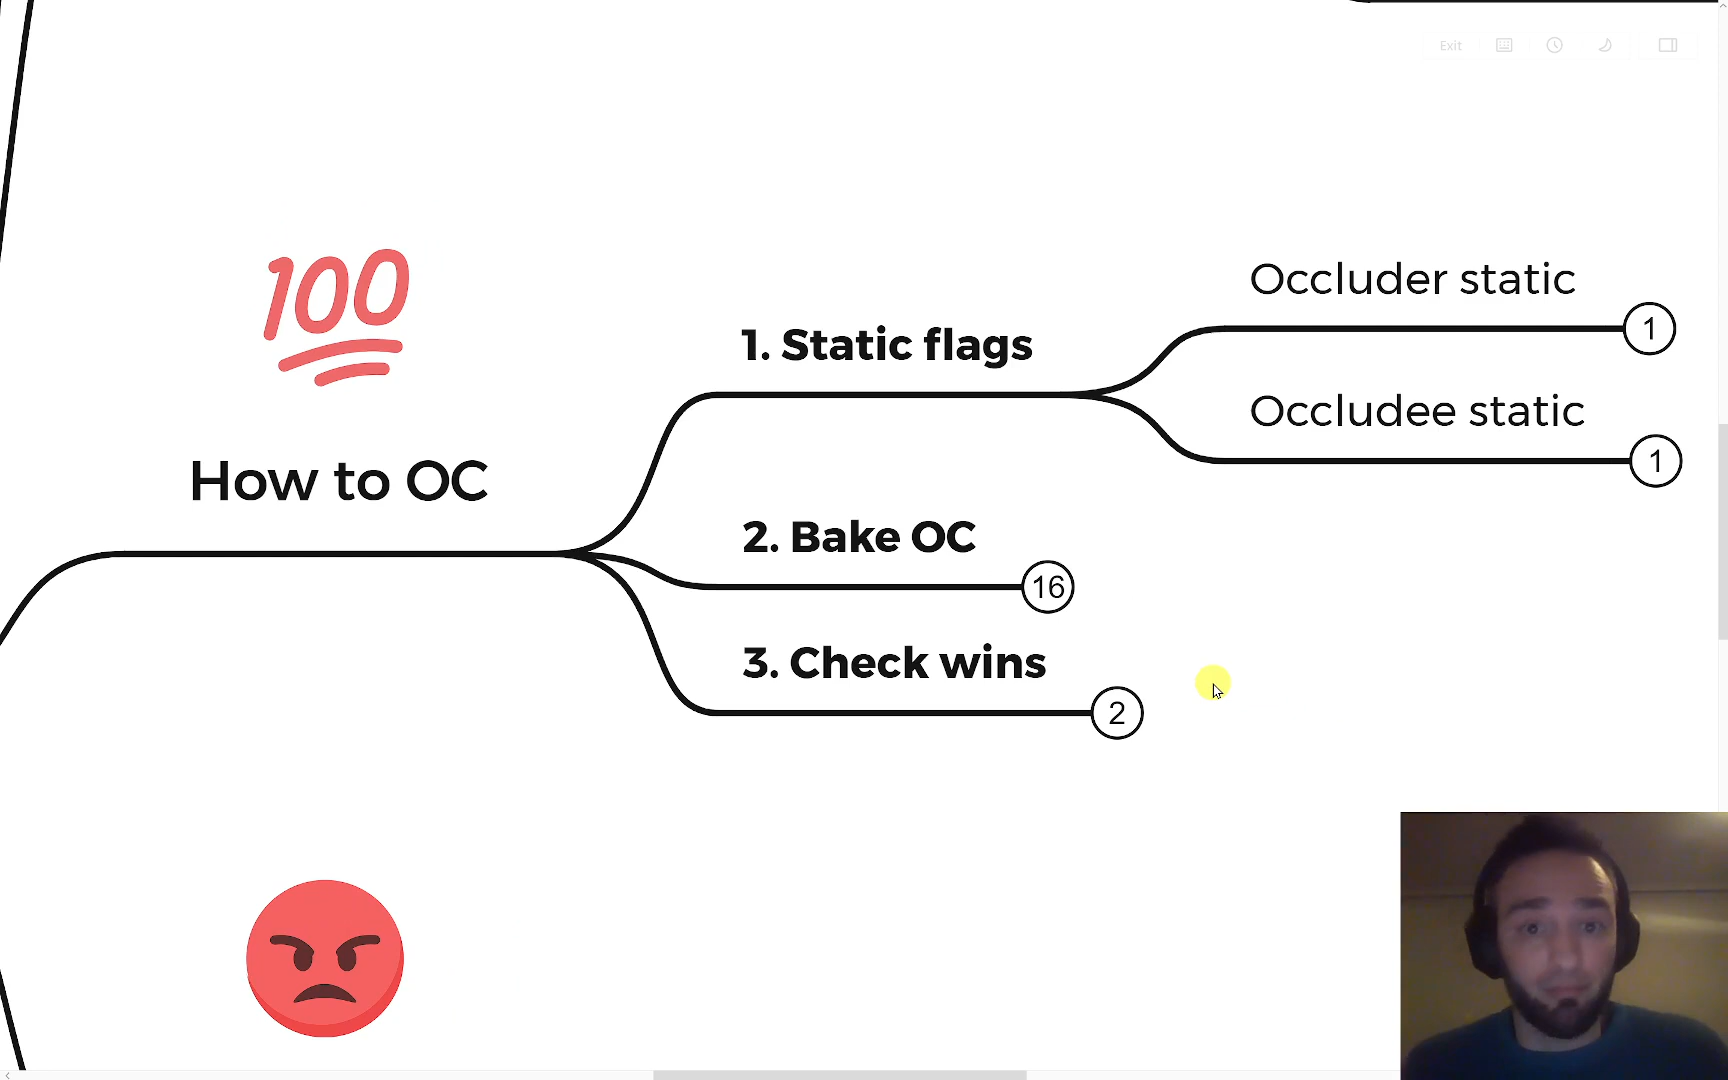 Exit
100
Occluder static
1
1. Static flags
Occludee static
1
How to OC
2. Bake OC
16
3. Check wins
2